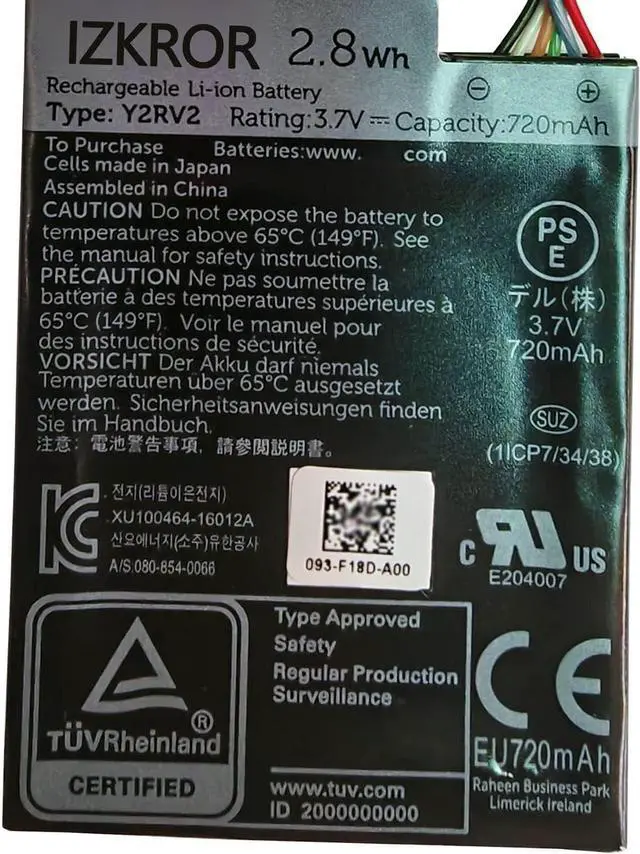 IZKROR 2.8Wh
Rechargeable Li-ion Battery
Type: Y2RV2 Rating:3.7V⎓Capacity:720mAh
To Purchase Batteries:www. com
Cells made in Japan
Assembled in China
CAUTION Do not expose the battery to
temperatures above 65°C (149°F). See
the manual for safety instructions.
PRÉCAUTION Ne pas soumettre la
batterie à des temperatures supérieures à
65°C (149°F). Voir le manuel pour
des instructions de sécurité.
VORSICHT Der Akku darf niemals
Temperaturen über 65°C ausgesetzt
werden. Sicherheitsanweisungen finden
Sie im Handbuch.
注意: 電池警告事項, 請參閱説明書。
− +
PS
E
デル(株)
3.7V
720mAh
SUZ
(1ICP7/34/38)
전지(리튬이온전지)
XU100464-16012A
산요에너지(소주)유한공사
A/S:080-854-0066
093-F18D-A00
c RU US
E204007
TÜVRheinland®
CERTIFIED
Type Approved
Safety
Regular Production
Surveillance
www.tuv.com
ID 2000000000
CE
EU720mAh
Raheen Business Park
Limerick Ireland